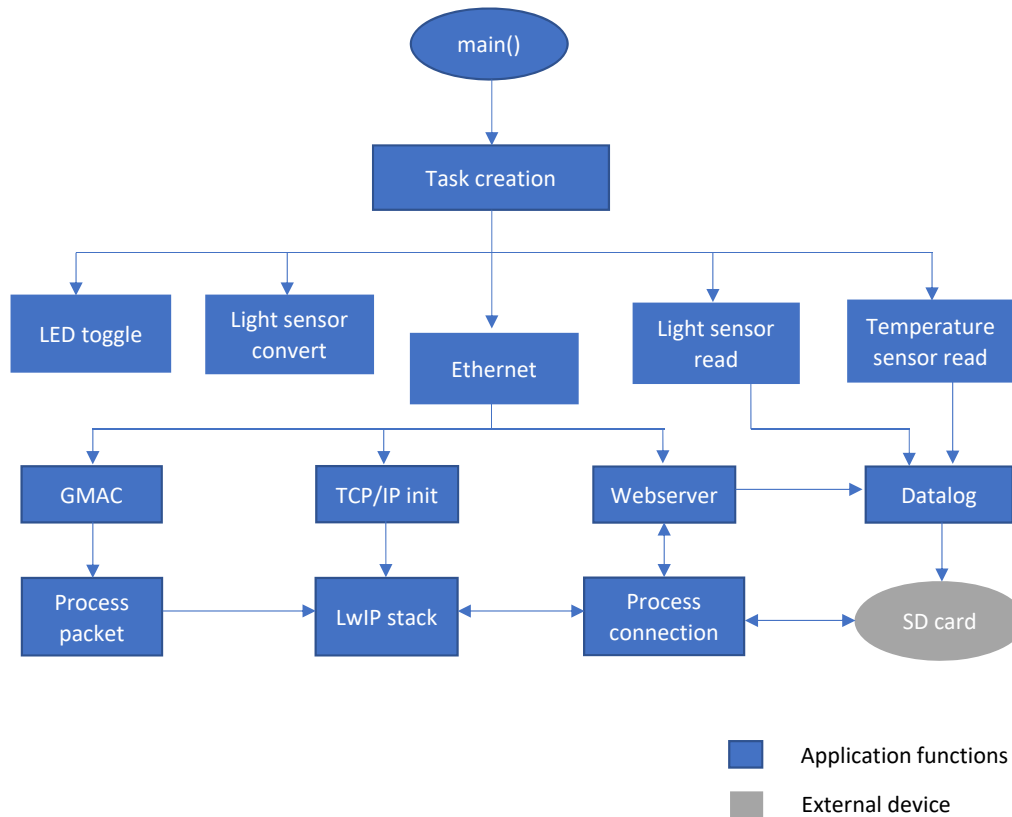 main()
Task creation
LED toggle
Light sensor
convert
Ethernet
Light sensor
read
Temperature
sensor read
GMAC
TCP/IP init
Webserver
Datalog
Process
packet
LwIP stack
Process
connection
SD card
Application functions
External device